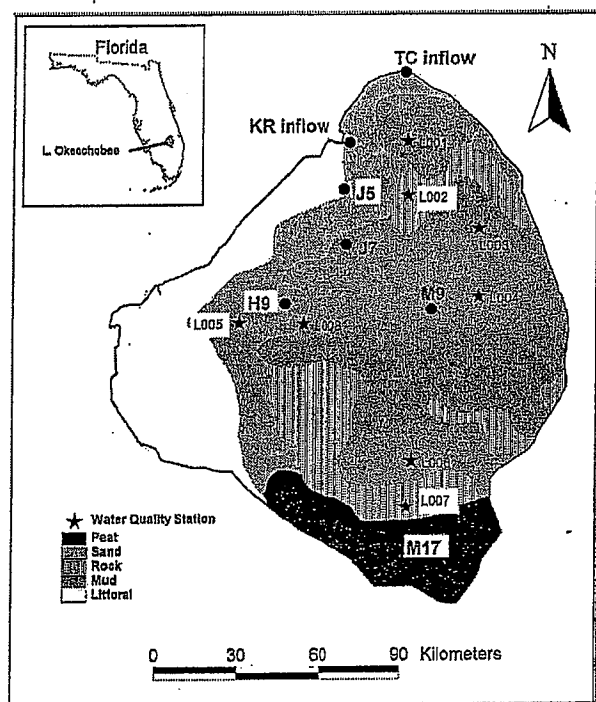 Florida
L. Okeechobee
TC inflow
N
KR inflow
L001
J5
L002
J7
L003
H9
M9
L004
L005
L006
L007
M17
★ Water Quality Station
Peat
Sand
Rock
Mud
Littoral
0 30 60 90 Kilometers